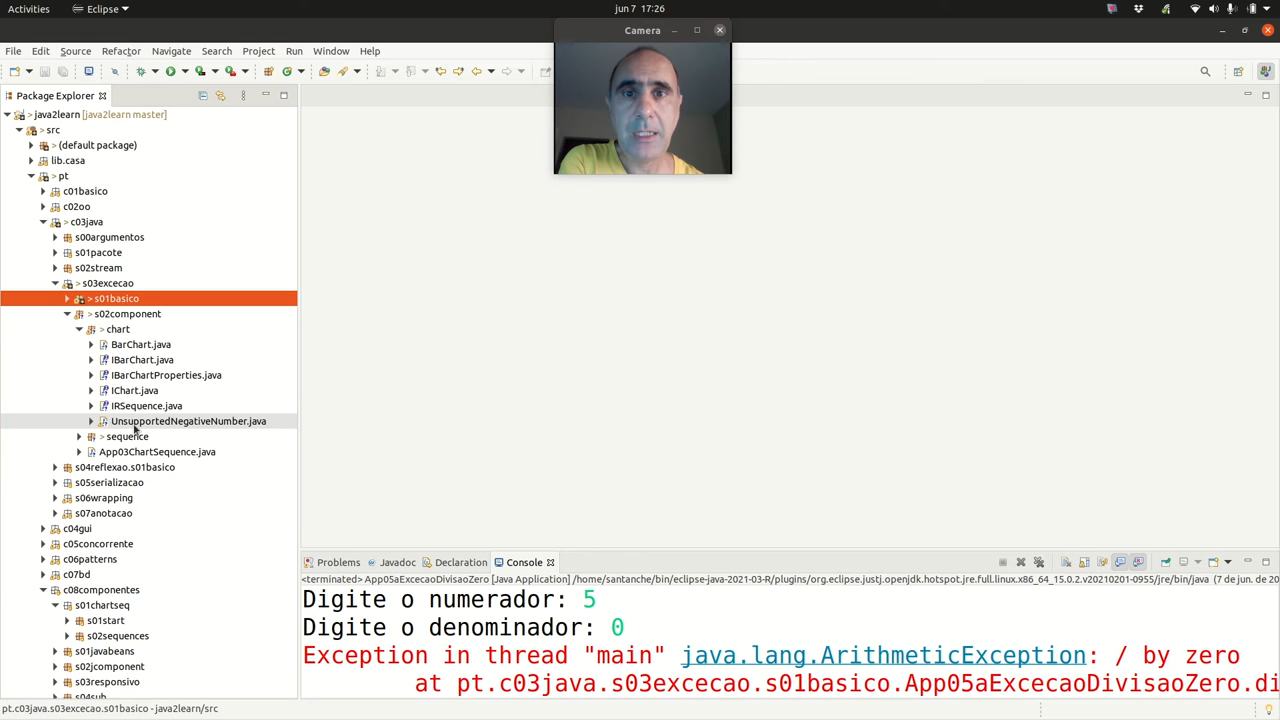 Activities
Eclipse
jun 7 17:26
Camera
File Edit Source Refactor Navigate Search Project Run Window Help
Package Explorer
> java2learn [java2learn master]
> src
> (default package)
lib.casa
> pt
c01basico
c02oo
> c03java
s00argumentos
s01pacote
s02stream
> s03excecao
> s01basico
> s02component
> chart
BarChart.java
IBarChart.java
IBarChartProperties.java
IChart.java
IRSequence.java
UnsupportedNegativeNumber.java
> sequence
App03ChartSequence.java
s04reflexao.s01basico
s05serializacao
s06wrapping
s07anotacao
c04gui
c05concorrente
c06patterns
c07bd
c08componentes
s01chartseq
s01start
s02sequences
s01javabeans
s02jcomponent
s03responsivo
s04sub
Problems Javadoc Declaration Console
<terminated> App05aExcecaoDivisaoZero [Java Application] /home/santanche/bin/eclipse-java-2021-03-R/plugins/org.eclipse.justj.openjdk.hotspot.jre.full.linux.x86_64_15.0.2.v20210201-0955/jre/bin/java (7 de jun. de 20
Digite o numerador: 5
Digite o denominador: 0
Exception in thread "main" java.lang.ArithmeticException: / by zero
at pt.c03java.s03excecao.s01basico.App05aExcecaoDivisaoZero.di
pt.c03java.s03excecao.s01basico - java2learn/src